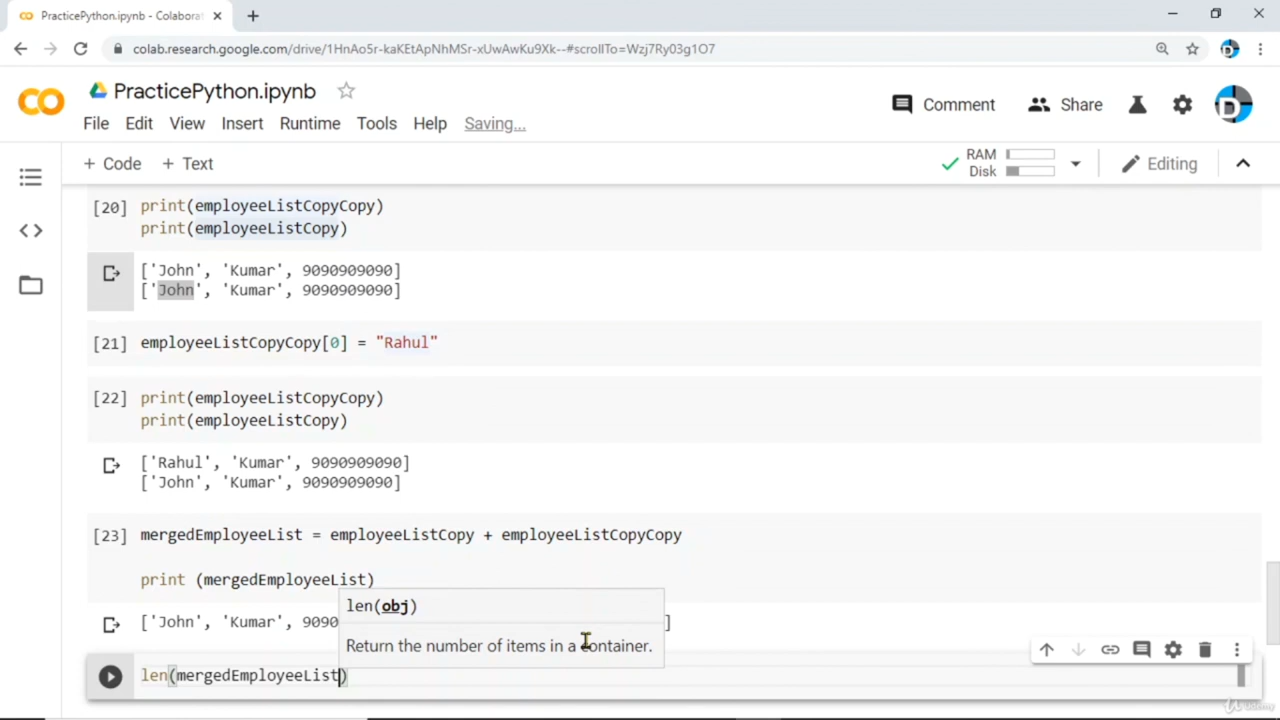 PracticePython.ipynb - Colaborat
colab.research.google.com/drive/1HnAo5r-kaKEtApNhMSr-xUwAwKu9Xk--#scrollTo=Wzj7Ry03g1O7
CO PracticePython.ipynb
Comment Share D
File Edit View Insert Runtime Tools Help Saving...
+ Code + Text RAM Disk Editing
[20] print(employeeListCopyCopy)
print(employeeListCopy)
['John', 'Kumar', 9090909090]
['John', 'Kumar', 9090909090]
[21] employeeListCopyCopy[0] = "Rahul"
[22] print(employeeListCopyCopy)
print(employeeListCopy)
['Rahul', 'Kumar', 9090909090]
['John', 'Kumar', 9090909090]
[23] mergedEmployeeList = employeeListCopy + employeeListCopyCopy
print (mergedEmployeeList)
len(obj)
['John', 'Kumar', 9090 ]
Return the number of items in a container.
len(mergedEmployeeList)
Udemy